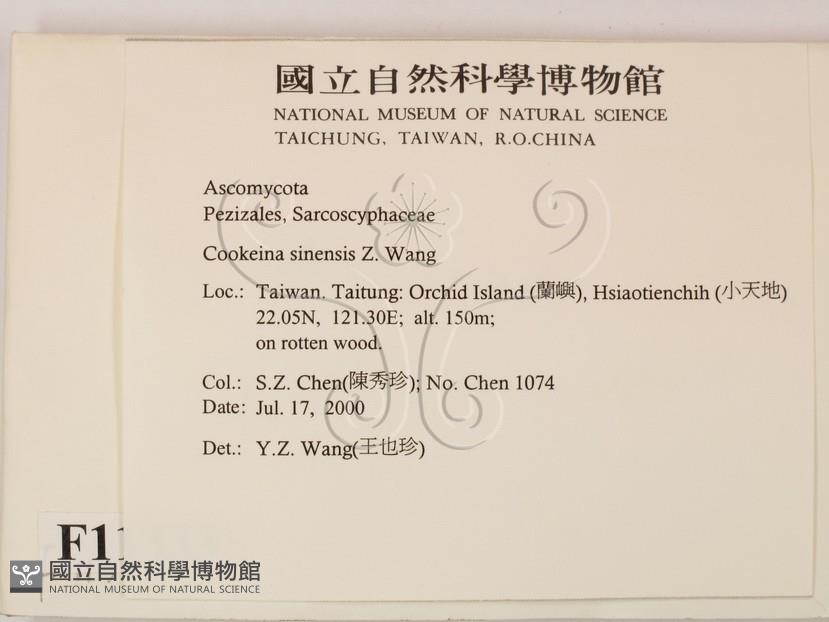 國立自然科學博物館
NATIONAL MUSEUM OF NATURAL SCIENCE
TAICHUNG, TAIWAN, R.O.CHINA
Ascomycota
Pezizales, Sarcoscyphaceae
Cookeina sinensis Z. Wang
Loc.: Taiwan. Taitung: Orchid Island (蘭嶼), Hsiaotienchih (小天地)
22.05N, 121.30E; alt. 150m;
on rotten wood.
Col.: S.Z. Chen(陳秀珍); No. Chen 1074
Date: Jul. 17, 2000
Det.: Y.Z. Wang(王也珍)
國立自然科學博物館
NATIONAL MUSEUM OF NATURAL SCIENCE